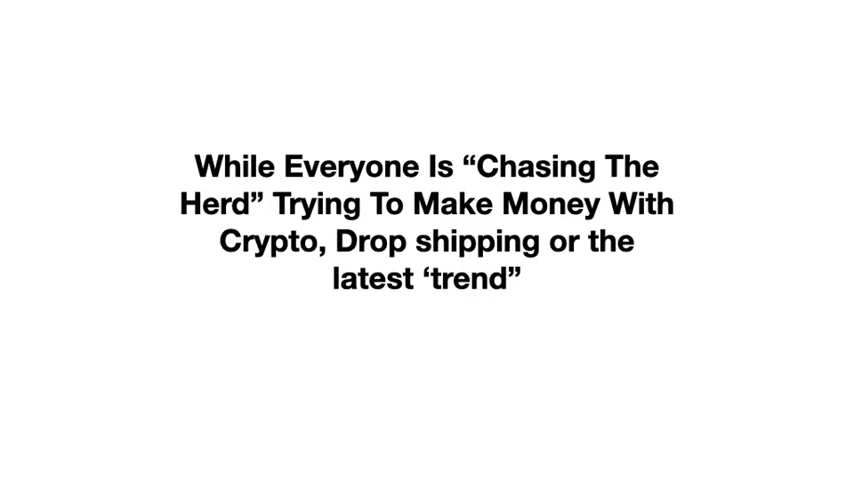 While Everyone Is “Chasing The
Herd” Trying To Make Money With
Crypto, Drop shipping or the
latest ‘trend”